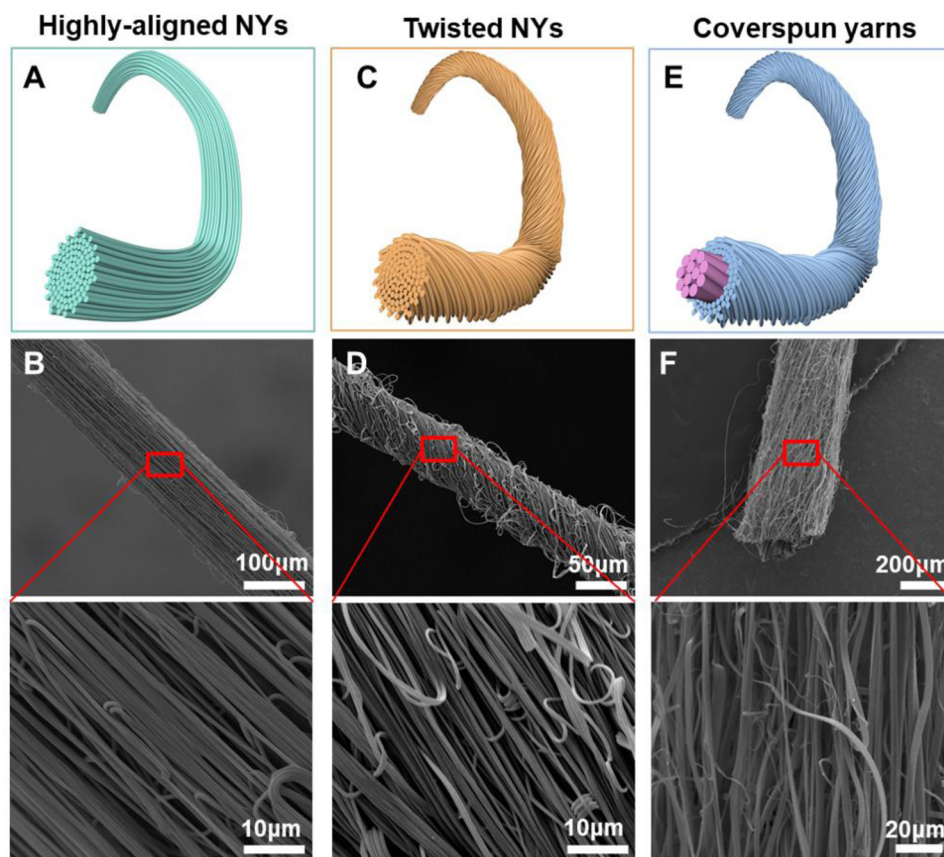 Highly-aligned NYs
Twisted NYs
Coverspun yarns
A
C
E
B
D
F
100μm
50μm
200μm
10μm
10μm
20μm